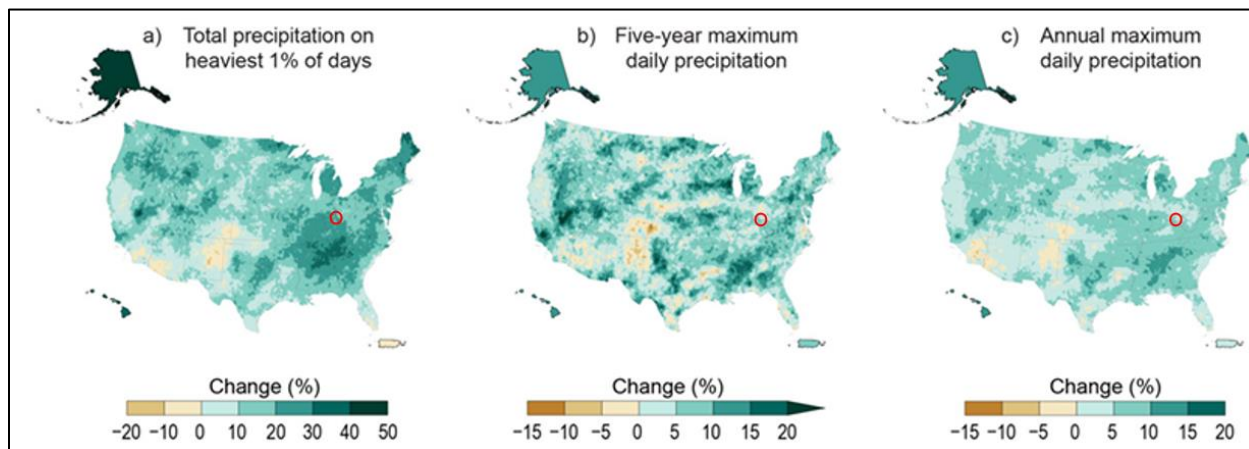 a) Total precipitation on
heaviest 1% of days
b) Five-year maximum
daily precipitation
c) Annual maximum
daily precipitation
Change (%)
−20 −10 0 10 20 30 40 50
Change (%)
−15 −10 −5 0 5 10 15 20
Change (%)
−15 −10 −5 0 5 10 15 20